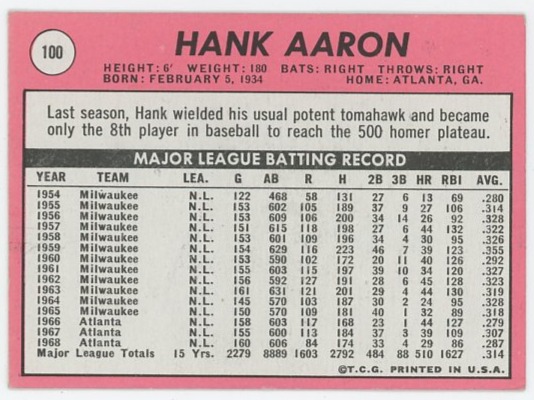 100
HANK AARON
HEIGHT: 6' WEIGHT: 180 BATS: RIGHT THROWS: RIGHT
BORN: FEBRUARY 5, 1934 HOME: ATLANTA, GA.
Last season, Hank wielded his usual potent tomahawk and became
only the 8th player in baseball to reach the 500 homer plateau.
MAJOR LEAGUE BATTING RECORD
YEAR TEAM LEA. G AB R H 2B 3B HR RBI AVG.
1954 Milwaukee N.L. 122 468 58 131 27 6 13 69 .280
1955 Milwaukee N.L. 153 602 105 189 37 9 27 106 .314
1956 Milwaukee N.L. 153 609 106 200 34 14 26 92 .328
1957 Milwaukee N.L. 151 615 118 198 27 6 44 132 .322
1958 Milwaukee N.L. 153 601 109 196 34 4 30 95 .326
1959 Milwaukee N.L. 154 629 116 223 46 7 39 123 .355
1960 Milwaukee N.L. 153 590 102 172 20 11 40 126 .292
1961 Milwaukee N.L. 155 603 115 197 39 10 34 120 .327
1962 Milwaukee N.L. 156 592 127 191 28 6 45 128 .323
1963 Milwaukee N.L. 161 631 121 201 29 4 44 130 .319
1964 Milwaukee N.L. 145 570 103 187 30 2 24 95 .328
1965 Milwaukee N.L. 150 570 109 181 40 1 32 89 .318
1966 Atlanta N.L. 158 603 117 168 23 1 44 127 .279
1967 Atlanta N.L. 155 600 113 184 37 3 39 109 .307
1968 Atlanta N.L. 160 606 84 174 33 4 29 86 .287
Major League Totals 15 Yrs. 2279 8889 1603 2792 484 88 510 1627 .314
©T.C.G. PRINTED IN U.S.A.